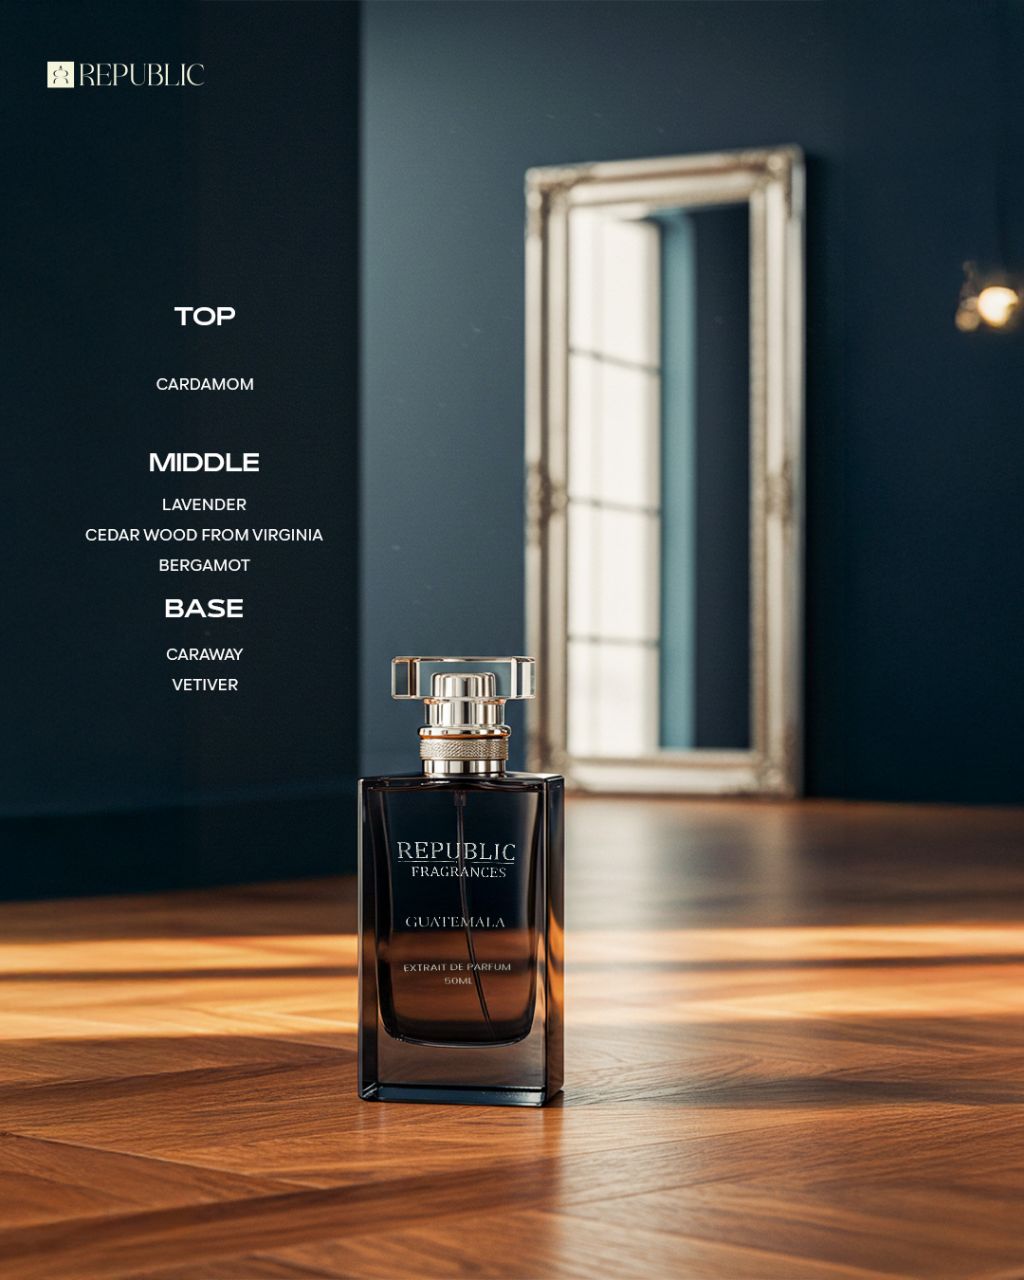 REPUBLIC
TOP
CARDAMOM
MIDDLE
LAVENDER
CEDAR WOOD FROM VIRGINIA
BERGAMOT
BASE
CARAWAY
VETIVER
REPUBLIC
FRAGRANCES
GUATEMALA
EXTRAIT DE PARFUM
50ML